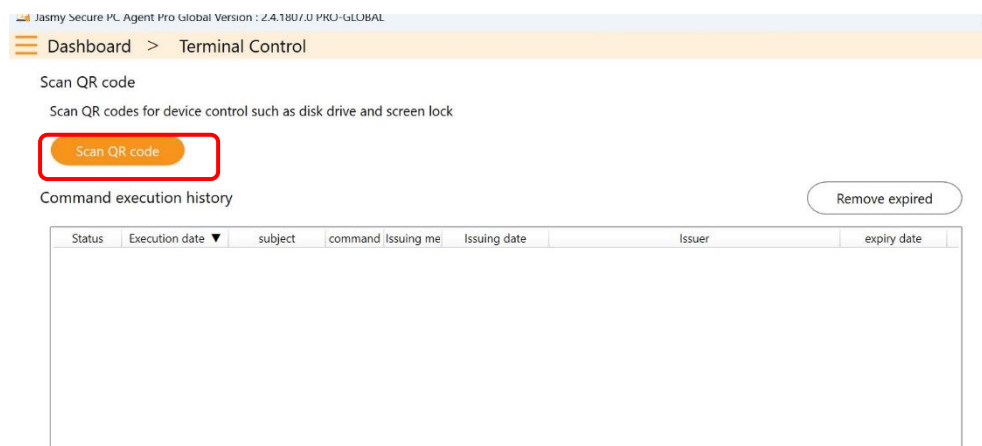 Jasmy Secure PC Agent Pro Global Version : 2.4.1807.0 PRO-GLOBAL
Dashboard > Terminal Control
Scan QR code
Scan QR codes for device control such as disk drive and screen lock
Scan QR code
Command execution history
Remove expired
Status Execution date ▼ subject command Issuing me Issuing date Issuer expiry date